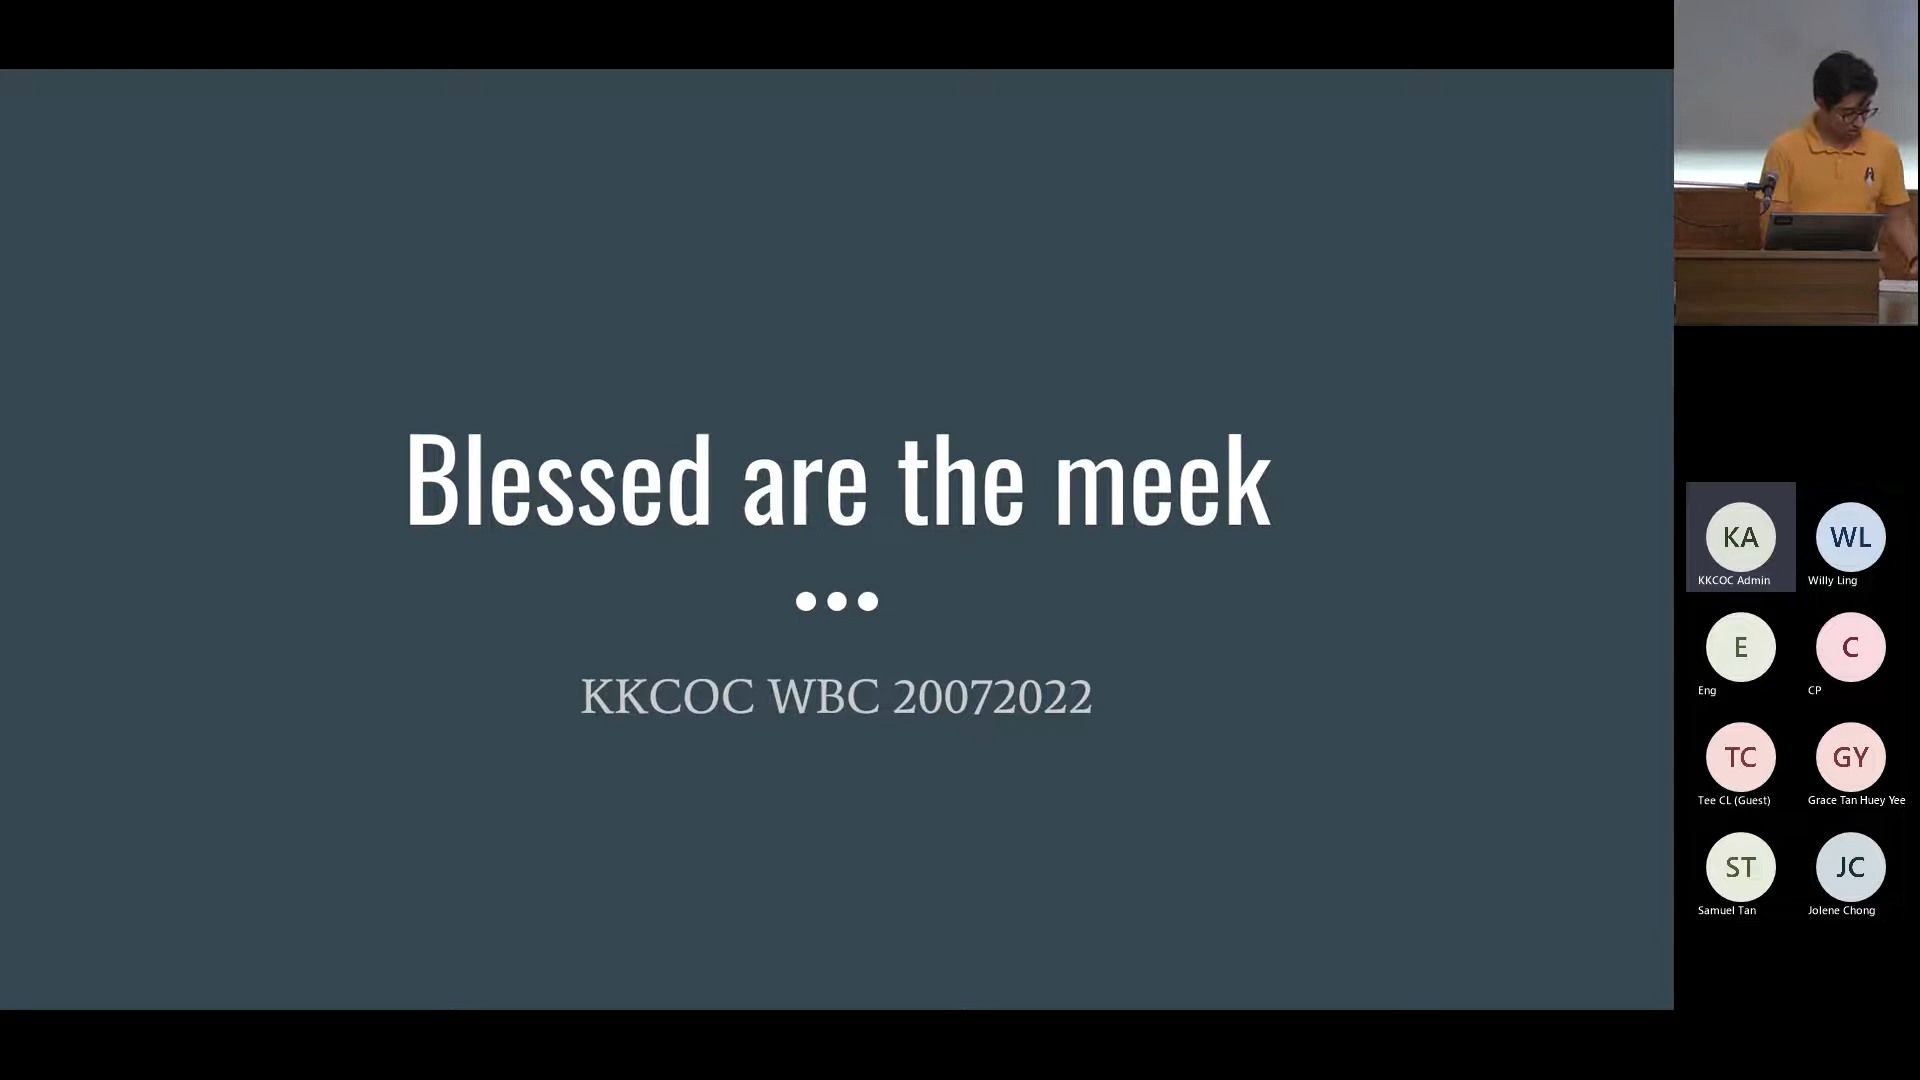 Blessed are the meek
KKCOC WBC 20072022
KA
KKCOC Admin
WL
Willy Ling
E
Eng
C
CP
TC
Tee CL (Guest)
GY
Grace Tan Huey Yee
ST
Samuel Tan
JC
Jolene Chong